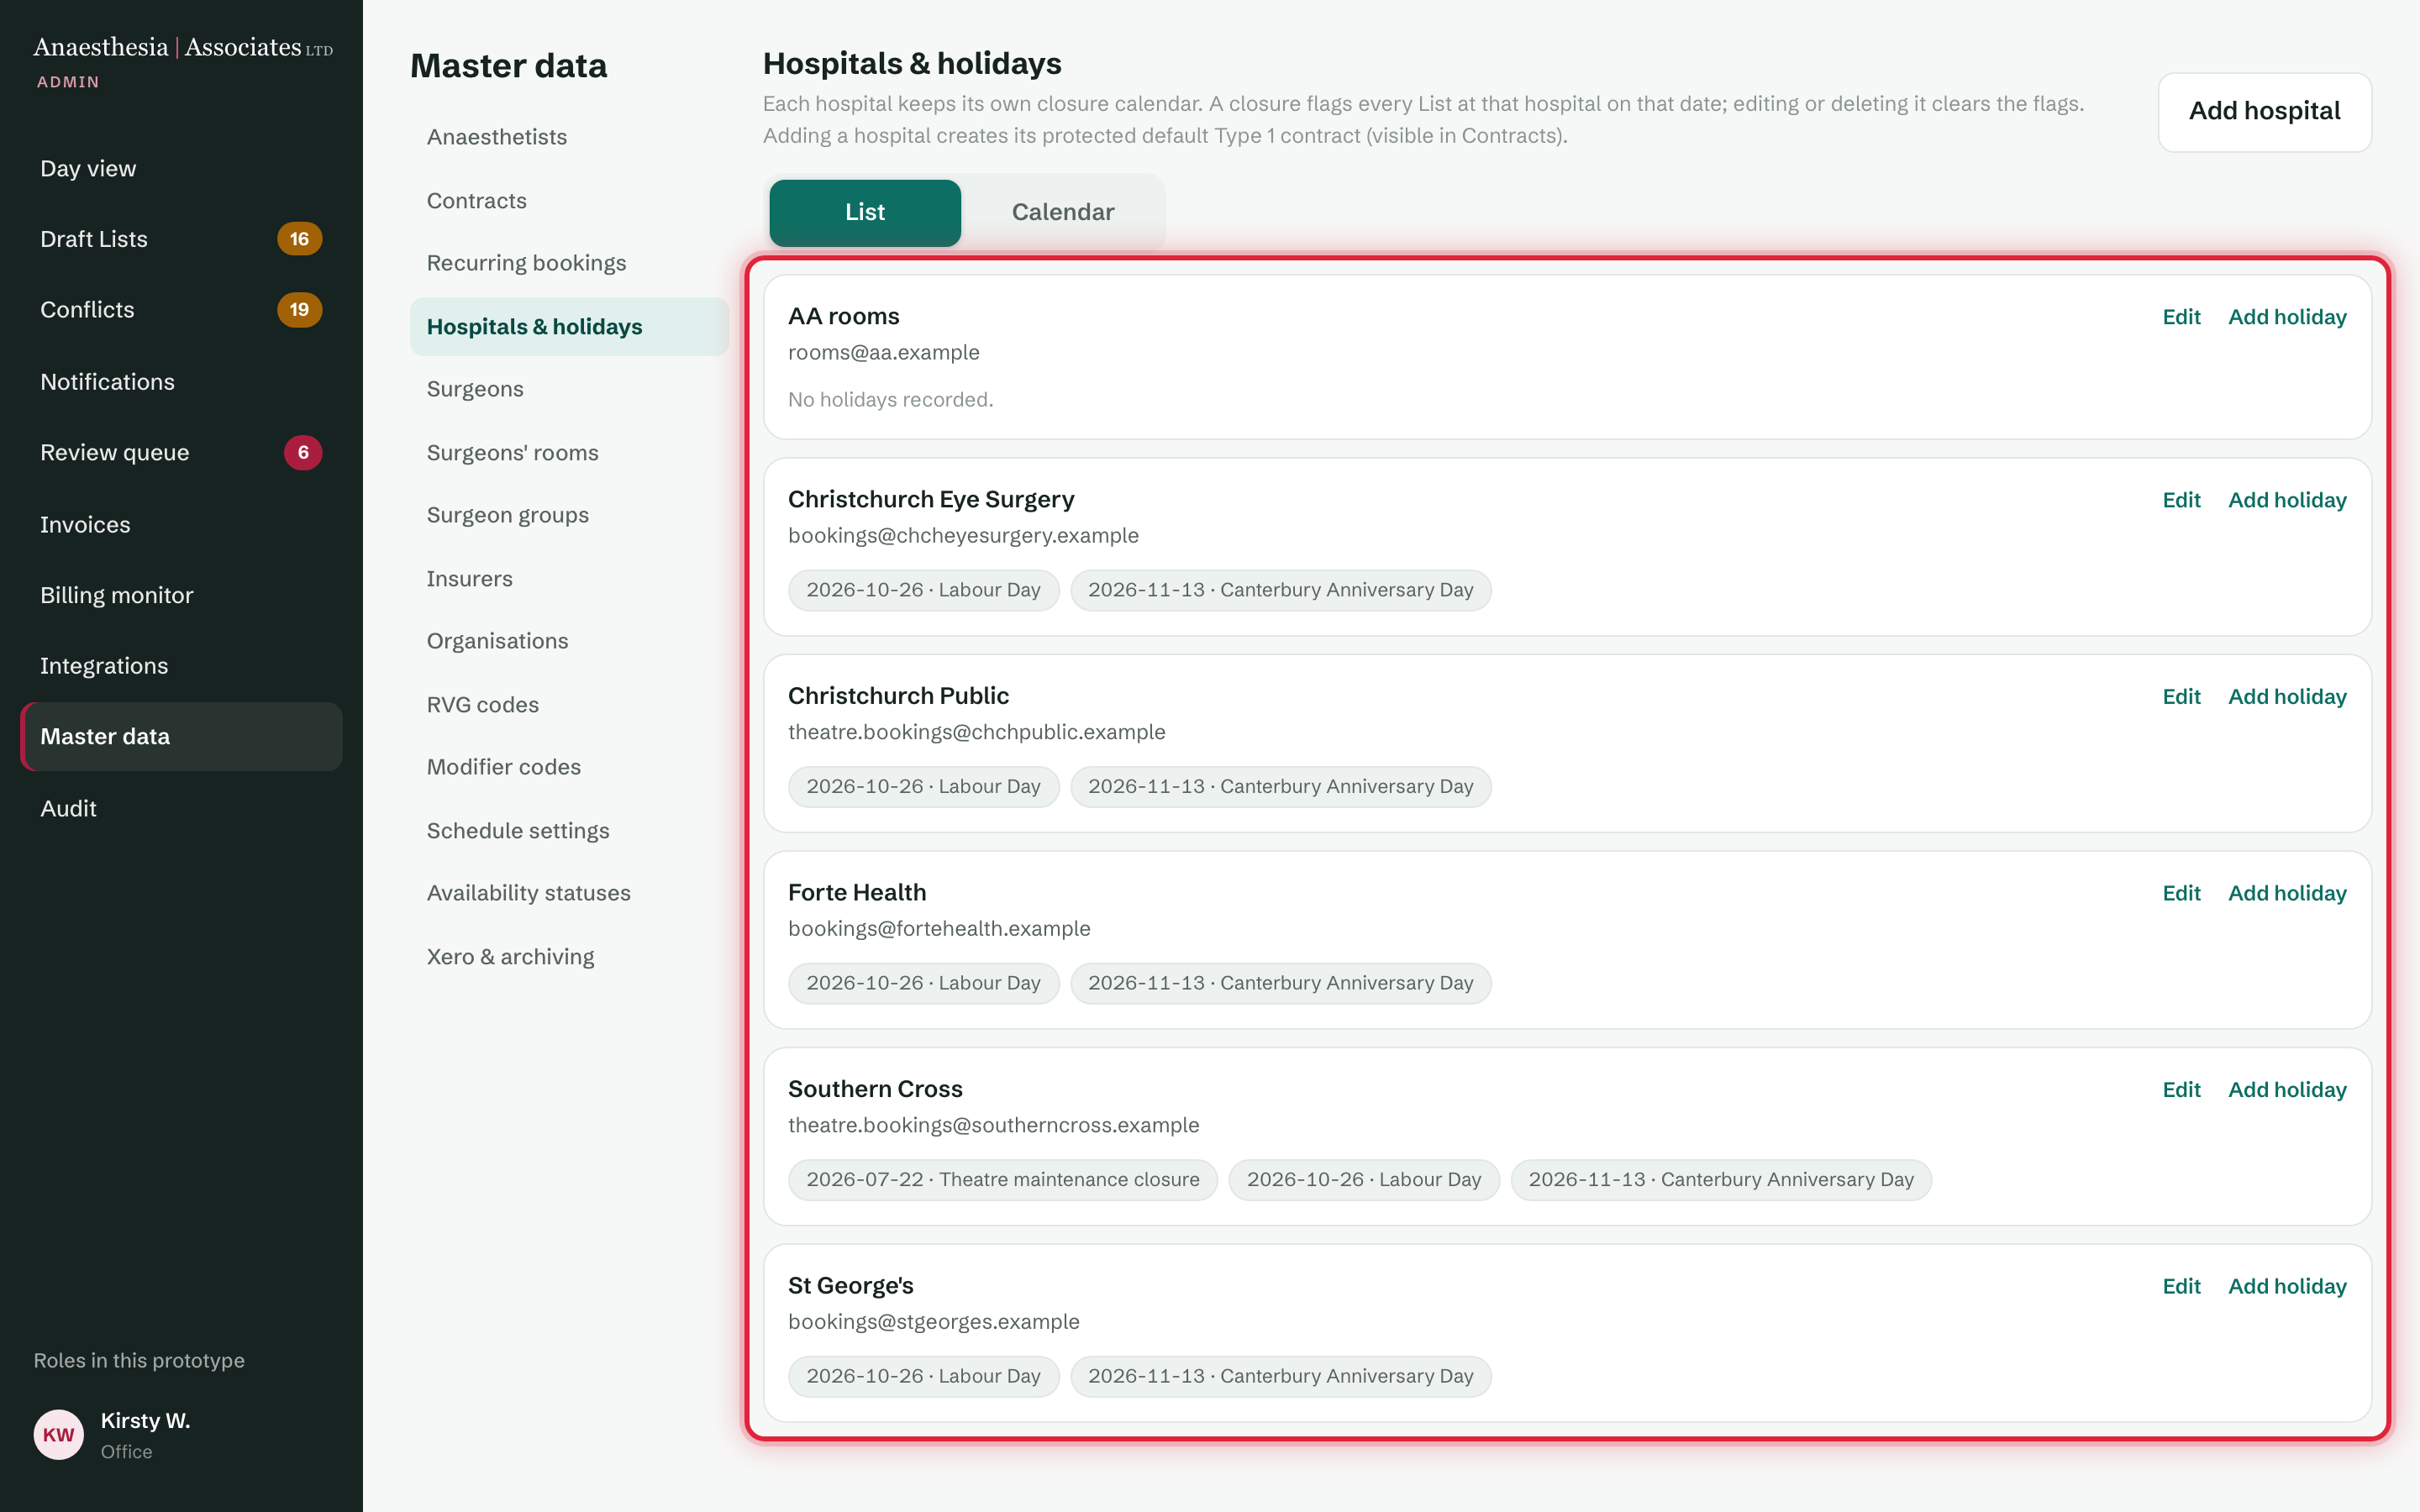 Anaesthesia | Associates LTD
ADMIN
Day view
Draft Lists 16
Conflicts 19
Notifications
Review queue 6
Invoices
Billing monitor
Integrations
Master data
Audit
Roles in this prototype
KW
Kirsty W.
Office
Master data
Anaesthetists
Contracts
Recurring bookings
Hospitals & holidays
Surgeons
Surgeons' rooms
Surgeon groups
Insurers
Organisations
RVG codes
Modifier codes
Schedule settings
Availability statuses
Xero & archiving
Hospitals & holidays
Each hospital keeps its own closure calendar. A closure flags every List at that hospital on that date; editing or deleting it clears the flags.
Adding a hospital creates its protected default Type 1 contract (visible in Contracts).
Add hospital
List Calendar
AA rooms Edit Add holiday
rooms@aa.example
No holidays recorded.
Christchurch Eye Surgery Edit Add holiday
bookings@chcheyesurgery.example
2026-10-26 · Labour Day 2026-11-13 · Canterbury Anniversary Day
Christchurch Public Edit Add holiday
theatre.bookings@chchpublic.example
2026-10-26 · Labour Day 2026-11-13 · Canterbury Anniversary Day
Forte Health Edit Add holiday
bookings@fortehealth.example
2026-10-26 · Labour Day 2026-11-13 · Canterbury Anniversary Day
Southern Cross Edit Add holiday
theatre.bookings@southerncross.example
2026-07-22 · Theatre maintenance closure 2026-10-26 · Labour Day 2026-11-13 · Canterbury Anniversary Day
St George's Edit Add holiday
bookings@stgeorges.example
2026-10-26 · Labour Day 2026-11-13 · Canterbury Anniversary Day